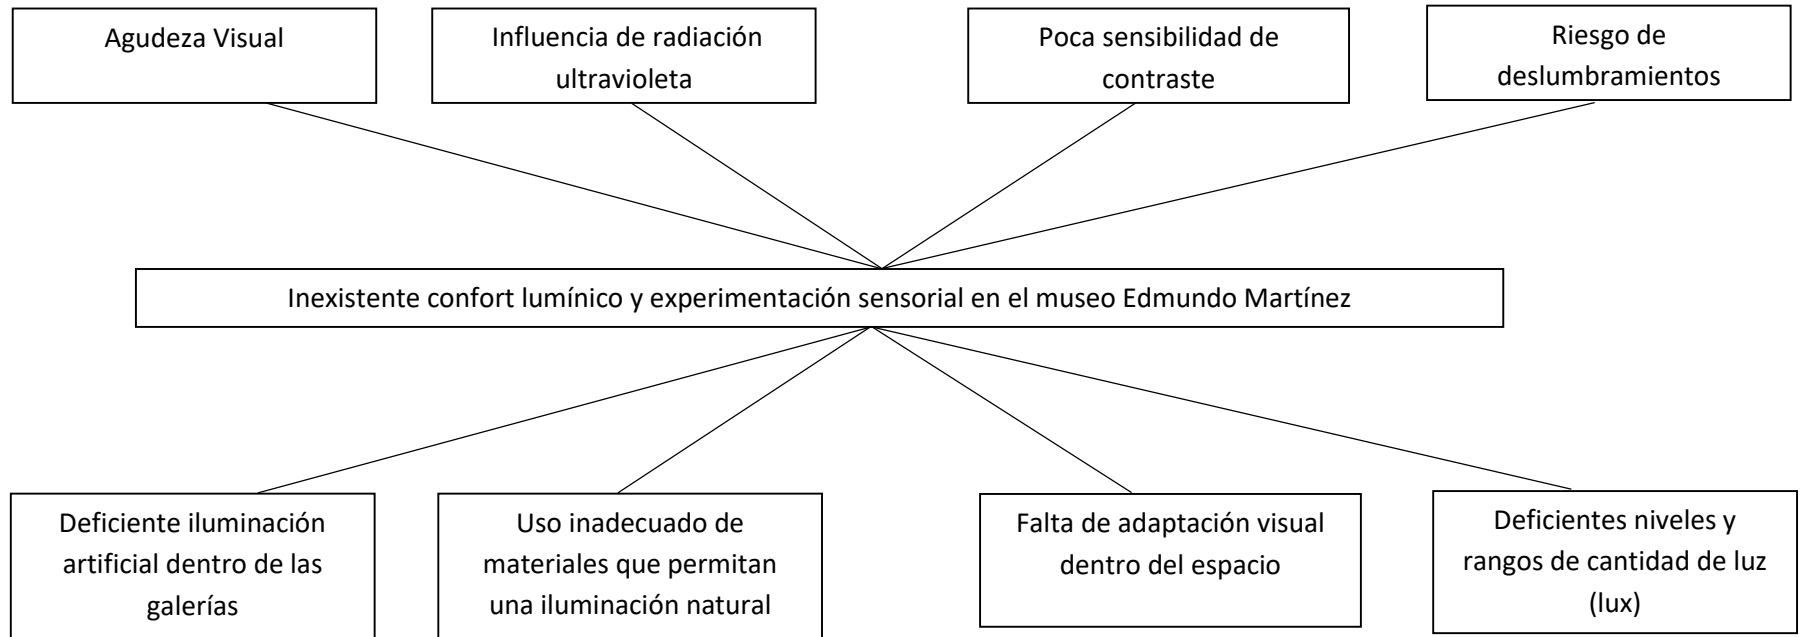 Agudeza Visual
Influencia de radiación
ultravioleta
Poca sensibilidad de
contraste
Riesgo de
deslumbramientos
Inexistente confort lumínico y experimentación sensorial en el museo Edmundo Martínez
Deficiente iluminación
artificial dentro de las
galerías
Uso inadecuado de
materiales que permitan
una iluminación natural
Falta de adaptación visual
dentro del espacio
Deficientes niveles y
rangos de cantidad de luz
(lux)